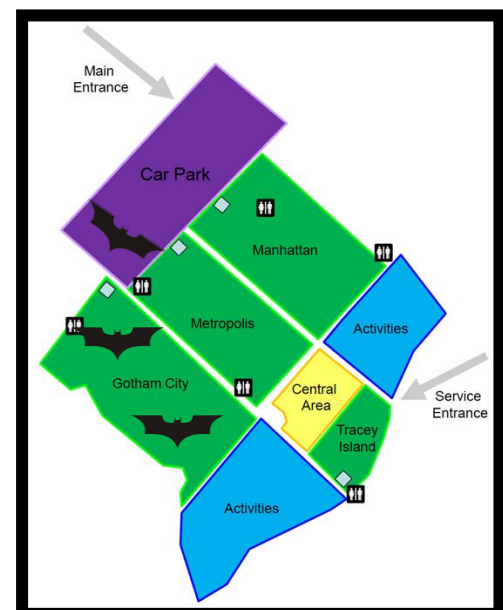 Main
Entrance
Car Park
Manhattan
Metropolis
Activities
Gotham City
Central
Area
Service
Entrance
Tracey
Island
Activities